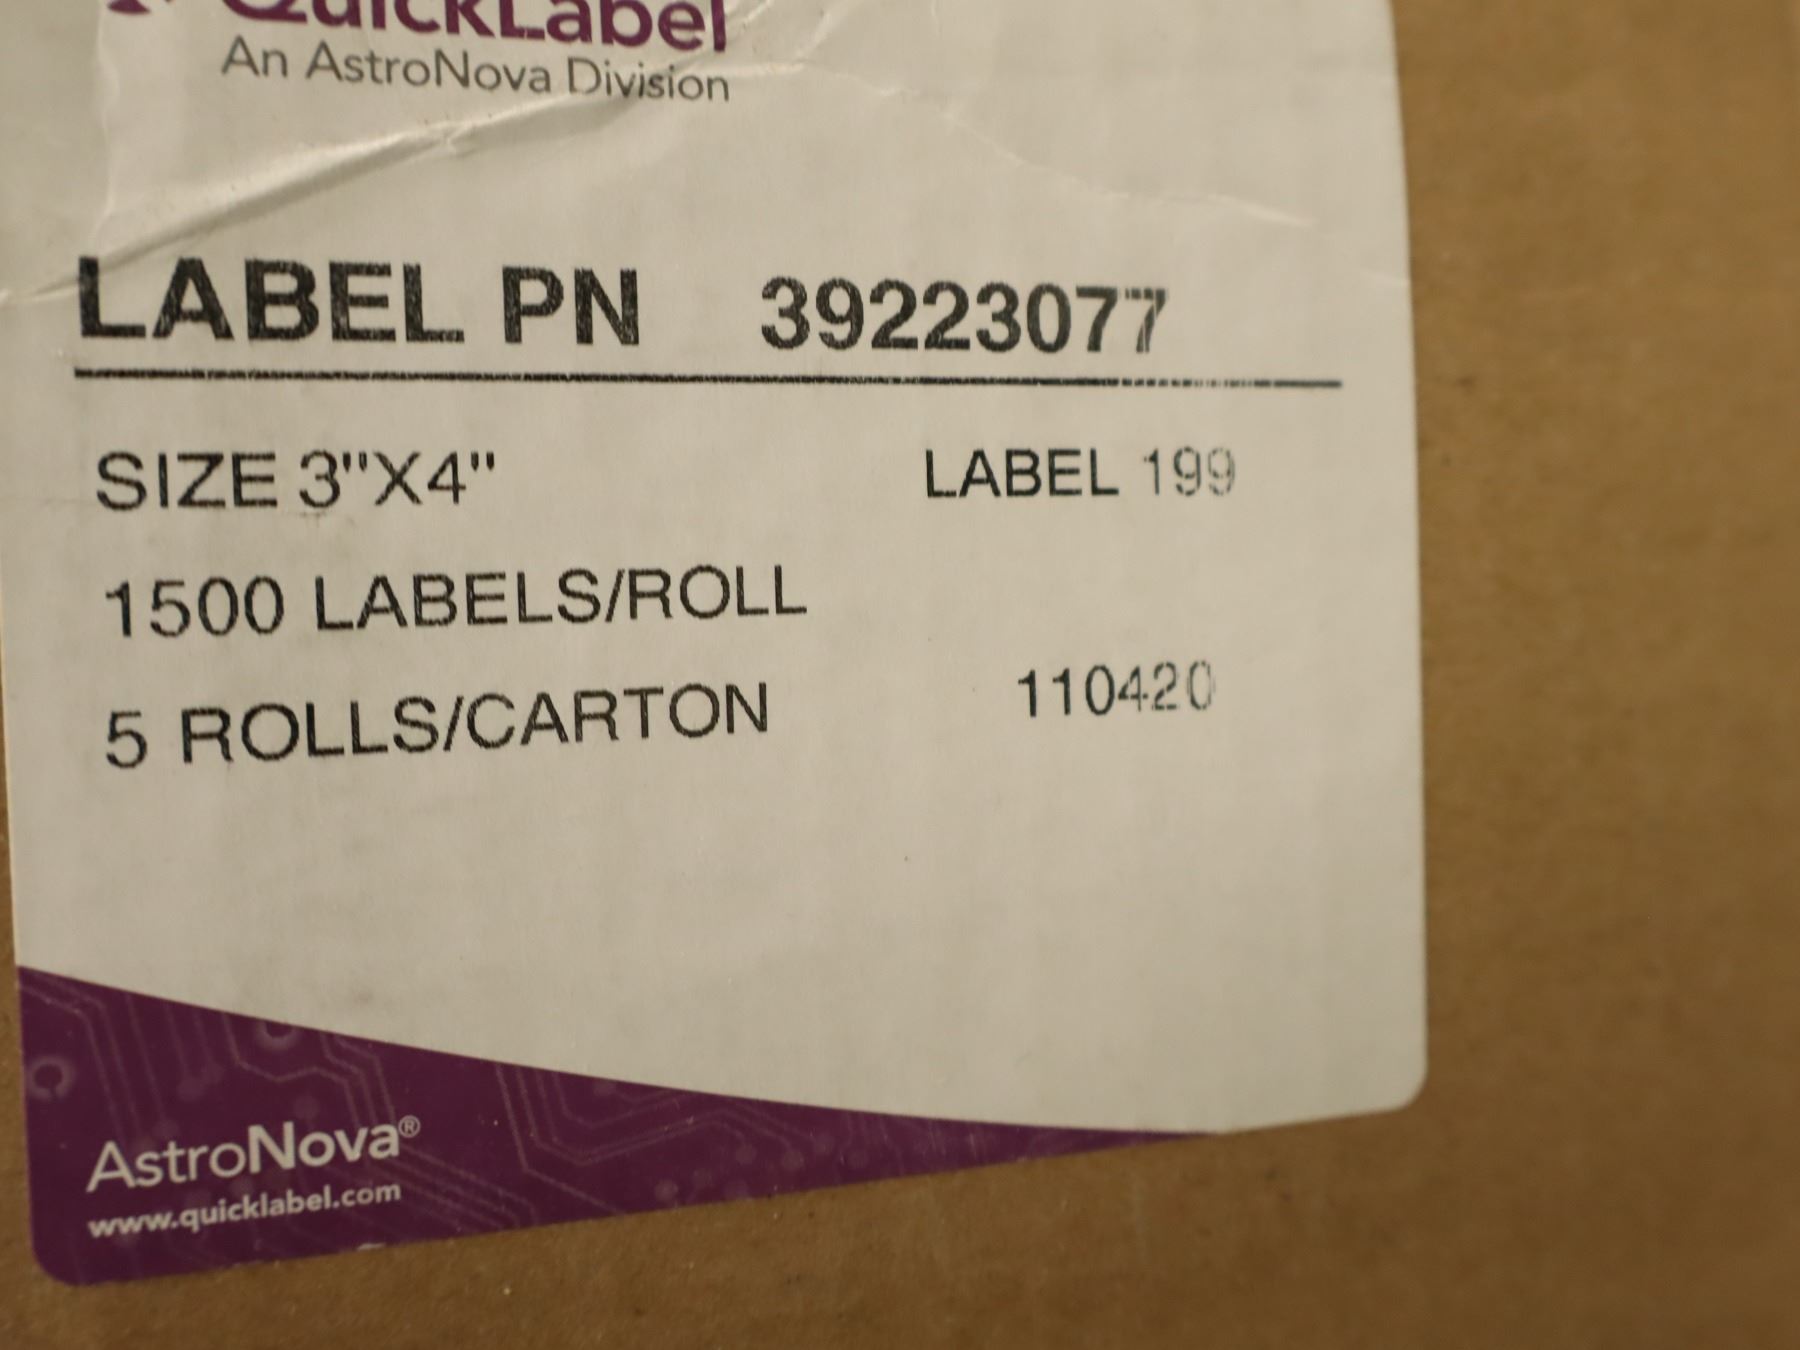 QuickLabel
An AstroNova Division
LABEL PN 39223077
SIZE 3"X4" LABEL 199
1500 LABELS/ROLL
5 ROLLS/CARTON 110420
AstroNova®
www.quicklabel.com